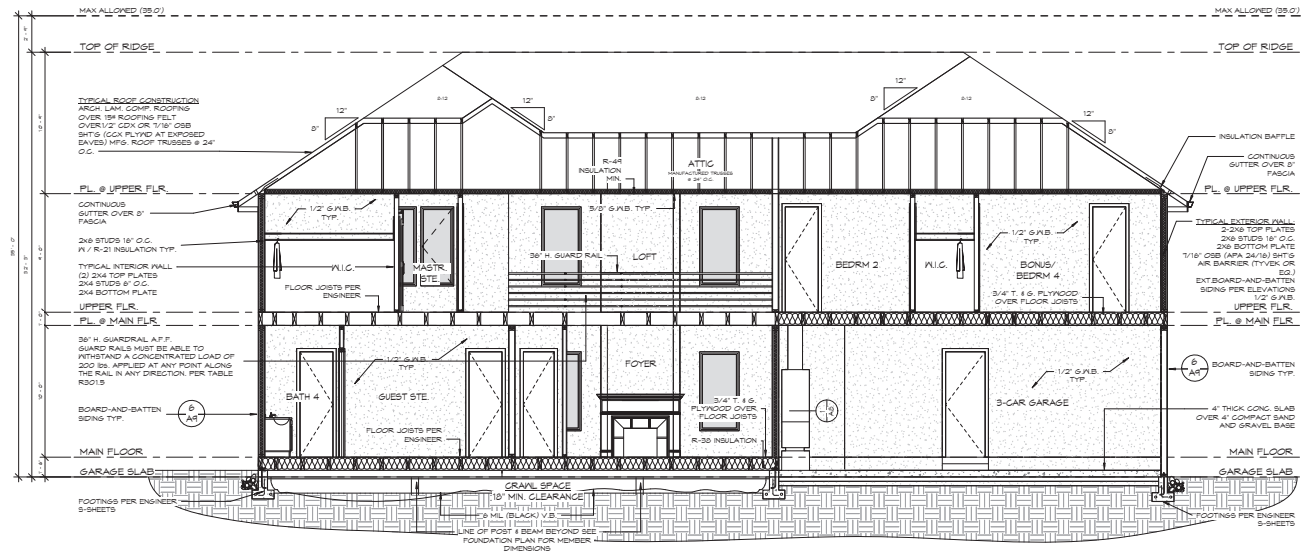 MAX ALLOWED (35.0')
MAX ALLOWED (35.0')
TOP OF RIDGE
TOP OF RIDGE
TYPICAL ROOF CONSTRUCTION
ARCH. LAM. COMP. ROOFING
OVER 15# ROOFING FELT
OVER 1/2" CDX OR 7/16" OSB
SHT'G (CCX PLYWD AT EXPOSED
EAVES) MFG. ROOF TRUSSES @ 24"
O.C.
12"
8"
12"
8"
6:12
6:12
12"
8"
6:12
12"
8"
INSULATION BAFFLE
CONTINUOUS
GUTTER OVER 8"
FASCIA
R-49
INSULATION
MIN.
ATTIC
MANUFACTURED TRUSSES
@ 24" O.C.
PL. @ UPPER FLR.
PL. @ UPPER FLR.
CONTINUOUS
GUTTER OVER 8"
FASCIA
2X6 STUDS 16" O.C.
W / R-21 INSULATION TYP.
TYPICAL INTERIOR WALL
(2) 2X4 TOP PLATES
2X4 STUDS 6" O.C.
2X4 BOTTOM PLATE
1/2" G.W.B.
TYP.
W.I.C.
MASTR.
STE.
FLOOR JOISTS PER
ENGINEER
5/8" G.W.B. TYP.
36" H. GUARD RAIL
LOFT
BEDRM 2
W.I.C.
1/2" G.W.B.
TYP.
BONUS/
BEDRM 4
3/4" T. & G. PLYWOOD
OVER FLOOR JOISTS
TYPICAL EXTERIOR WALL:
2-2X6 TOP PLATES
2X6 STUDS 16" O.C.
2X6 BOTTOM PLATE
7/16" OSB (APA 24/16) SHT'G
AIR BARRIER (TYVEK OR
EQ.)
EXT.BOARD-AND-BATTEN
SIDING PER ELEVATIONS
1/2" G.W.B.
UPPER FLR.
UPPER FLR.
PL. @ MAIN FLR
PL. @ MAIN FLR
36" H. GUARDRAIL A.F.F.
GUARD RAILS MUST BE ABLE TO
WITHSTAND A CONCENTRATED LOAD OF
200 lbs. APPLIED AT ANY POINT ALONG
THE RAIL IN ANY DIRECTION. PER TABLE
R301.5
BOARD-AND-BATTEN
SIDING TYP.
6
A9
BATH 4
1/2" G.W.B.
TYP.
GUEST STE.
FLOOR JOISTS PER
ENGINEER
FOYER
3/4" T. & G.
PLYWOOD OVER
FLOOR JOISTS
R-38 INSULATION
1/2" G.W.B.
TYP.
3-CAR GARAGE
6
A9
BOARD-AND-BATTEN
SIDING TYP.
4" THICK CONC. SLAB
OVER 4" COMPACT SAND
AND GRAVEL BASE
MAIN FLOOR
MAIN FLOOR
GARAGE SLAB
GARAGE SLAB
FOOTINGS PER ENGINEER
S-SHEETS
CRAWL SPACE
18" MIN. CLEARANCE
6 MIL (BLACK) V.B.
LINE OF POST & BEAM BEYOND SEE
FOUNDATION PLAN FOR MEMBER
DIMENSIONS
FOOTINGS PER ENGINEER
S-SHEETS